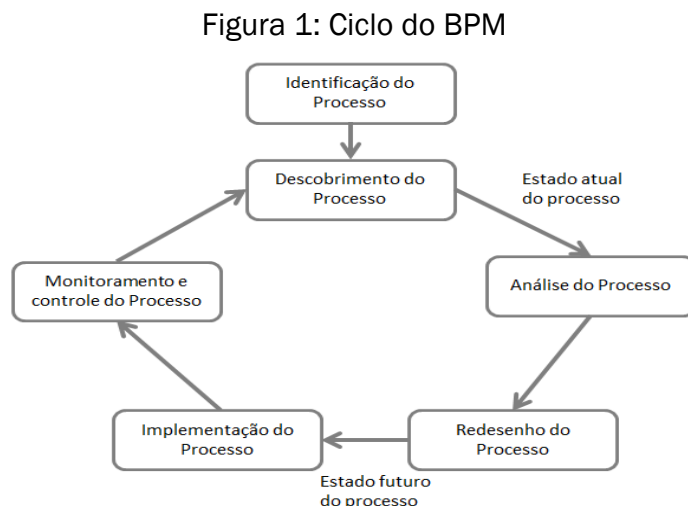 Figura 1: Ciclo do BPM
Identificação do
Processo
Descobrimento do
Processo
Estado atual
do processo
Análise do Processo
Redesenho do
Processo
Estado futuro
do processo
Implementação do
Processo
Monitoramento e
controle do Processo